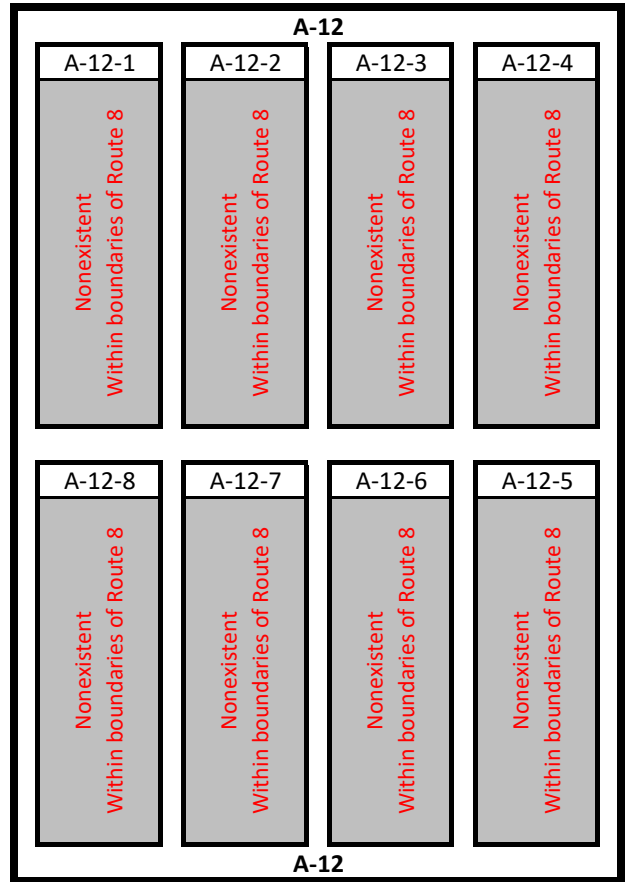 A-12
A-12-1
A-12-2
A-12-3
A-12-4
Nonexistent
Within boundaries of Route 8
Nonexistent
Within boundaries of Route 8
Nonexistent
Within boundaries of Route 8
Nonexistent
Within boundaries of Route 8
A-12-8
A-12-7
A-12-6
A-12-5
Nonexistent
Within boundaries of Route 8
Nonexistent
Within boundaries of Route 8
Nonexistent
Within boundaries of Route 8
Nonexistent
Within boundaries of Route 8
A-12